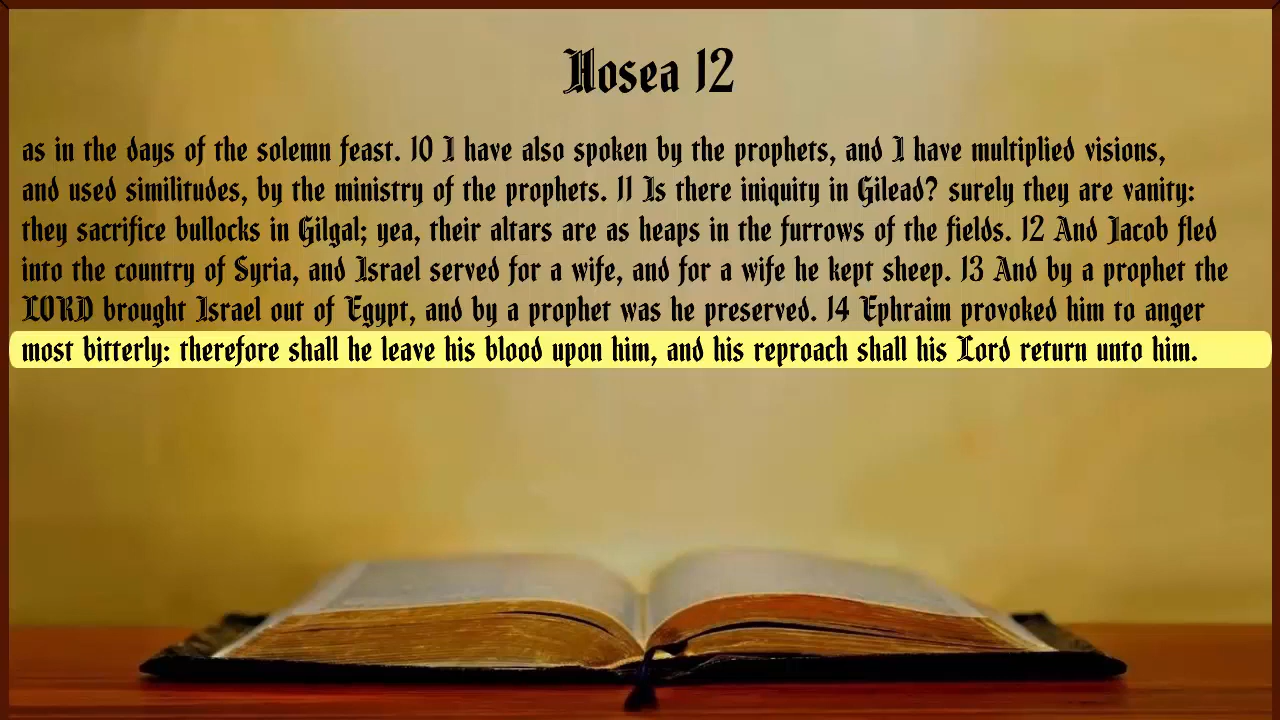 Hosea 12
as in the days of the solemn feast. 10 I have also spoken by the prophets, and I have multiplied visions,
and used similitudes, by the ministry of the prophets. 11 Is there iniquity in Gilead? surely they are vanity:
they sacrifice bullocks in Gilgal; yea, their altars are as heaps in the furrows of the fields. 12 And Jacob fled
into the country of Syria, and Israel served for a wife, and for a wife he kept sheep. 13 And by a prophet the
LORD brought Israel out of Egypt, and by a prophet was he preserved. 14 Ephraim provoked him to anger
most bitterly: therefore shall he leave his blood upon him, and his reproach shall his Lord return unto him.